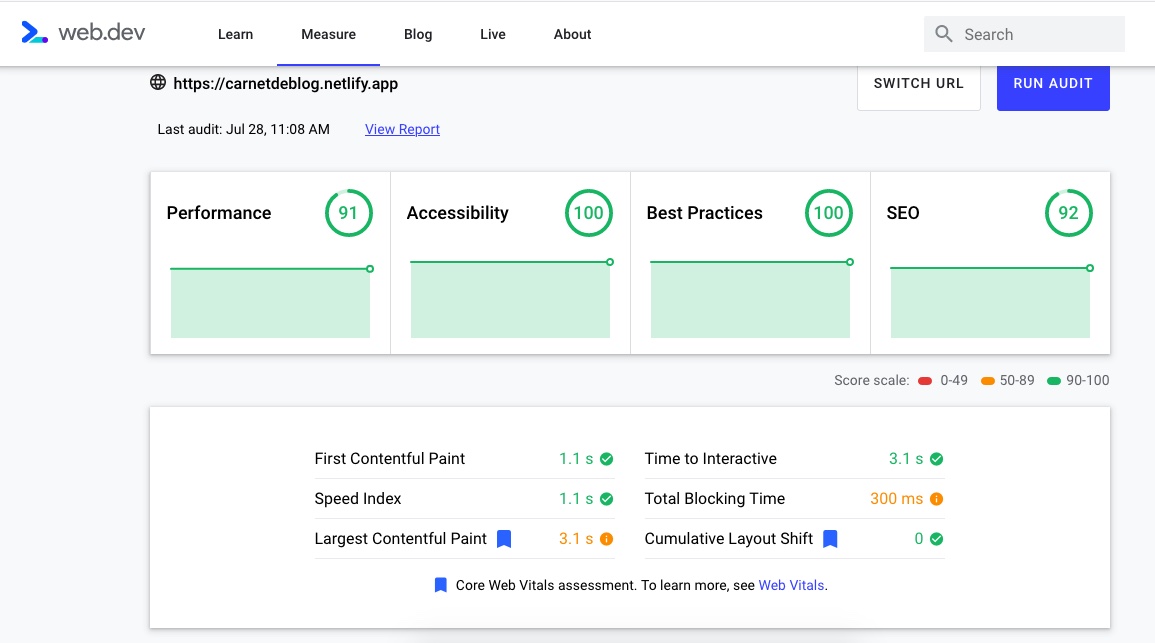 web.dev Learn Measure Blog Live About Search
https://carnetdeblog.netlify.app SWITCH URL RUN AUDIT
Last audit: Jul 28, 11:08 AM View Report
Performance 91 Accessibility 100 Best Practices 100 SEO 92
Score scale: 0-49 50-89 90-100
First Contentful Paint 1.1 s Time to Interactive 3.1 s
Speed Index 1.1 s Total Blocking Time 300 ms
Largest Contentful Paint 3.1 s Cumulative Layout Shift 0
Core Web Vitals assessment. To learn more, see Web Vitals.